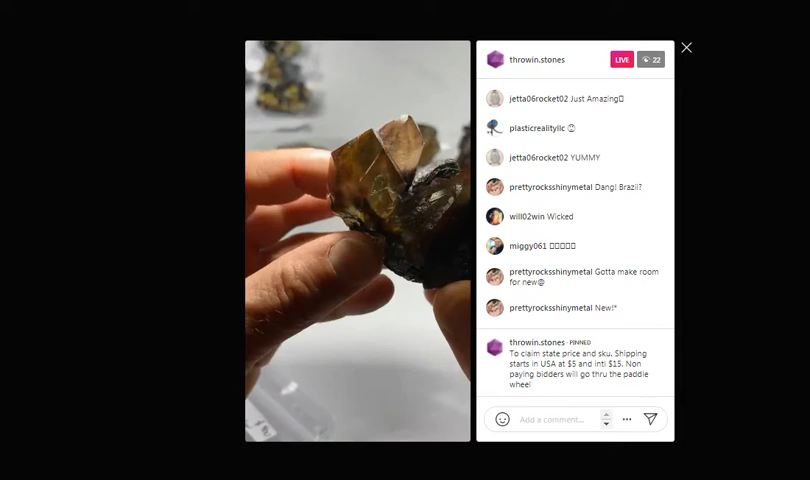 throwin.stones
LIVE
22
jetta06rocket02 Just Amazing
plasticrealityllc
jetta06rocket02 YUMMY
prettyrocksshinymetal Dang! Brazil?
will02win Wicked
miggy061
prettyrocksshinymetal Gotta make room
for new@
prettyrocksshinymetal New!*
throwin.stones · PINNED
To claim state price and sku. Shipping
starts in USA at $5 and intl $15. Non
paying bidders will go thru the paddle
wheel
Add a comment...